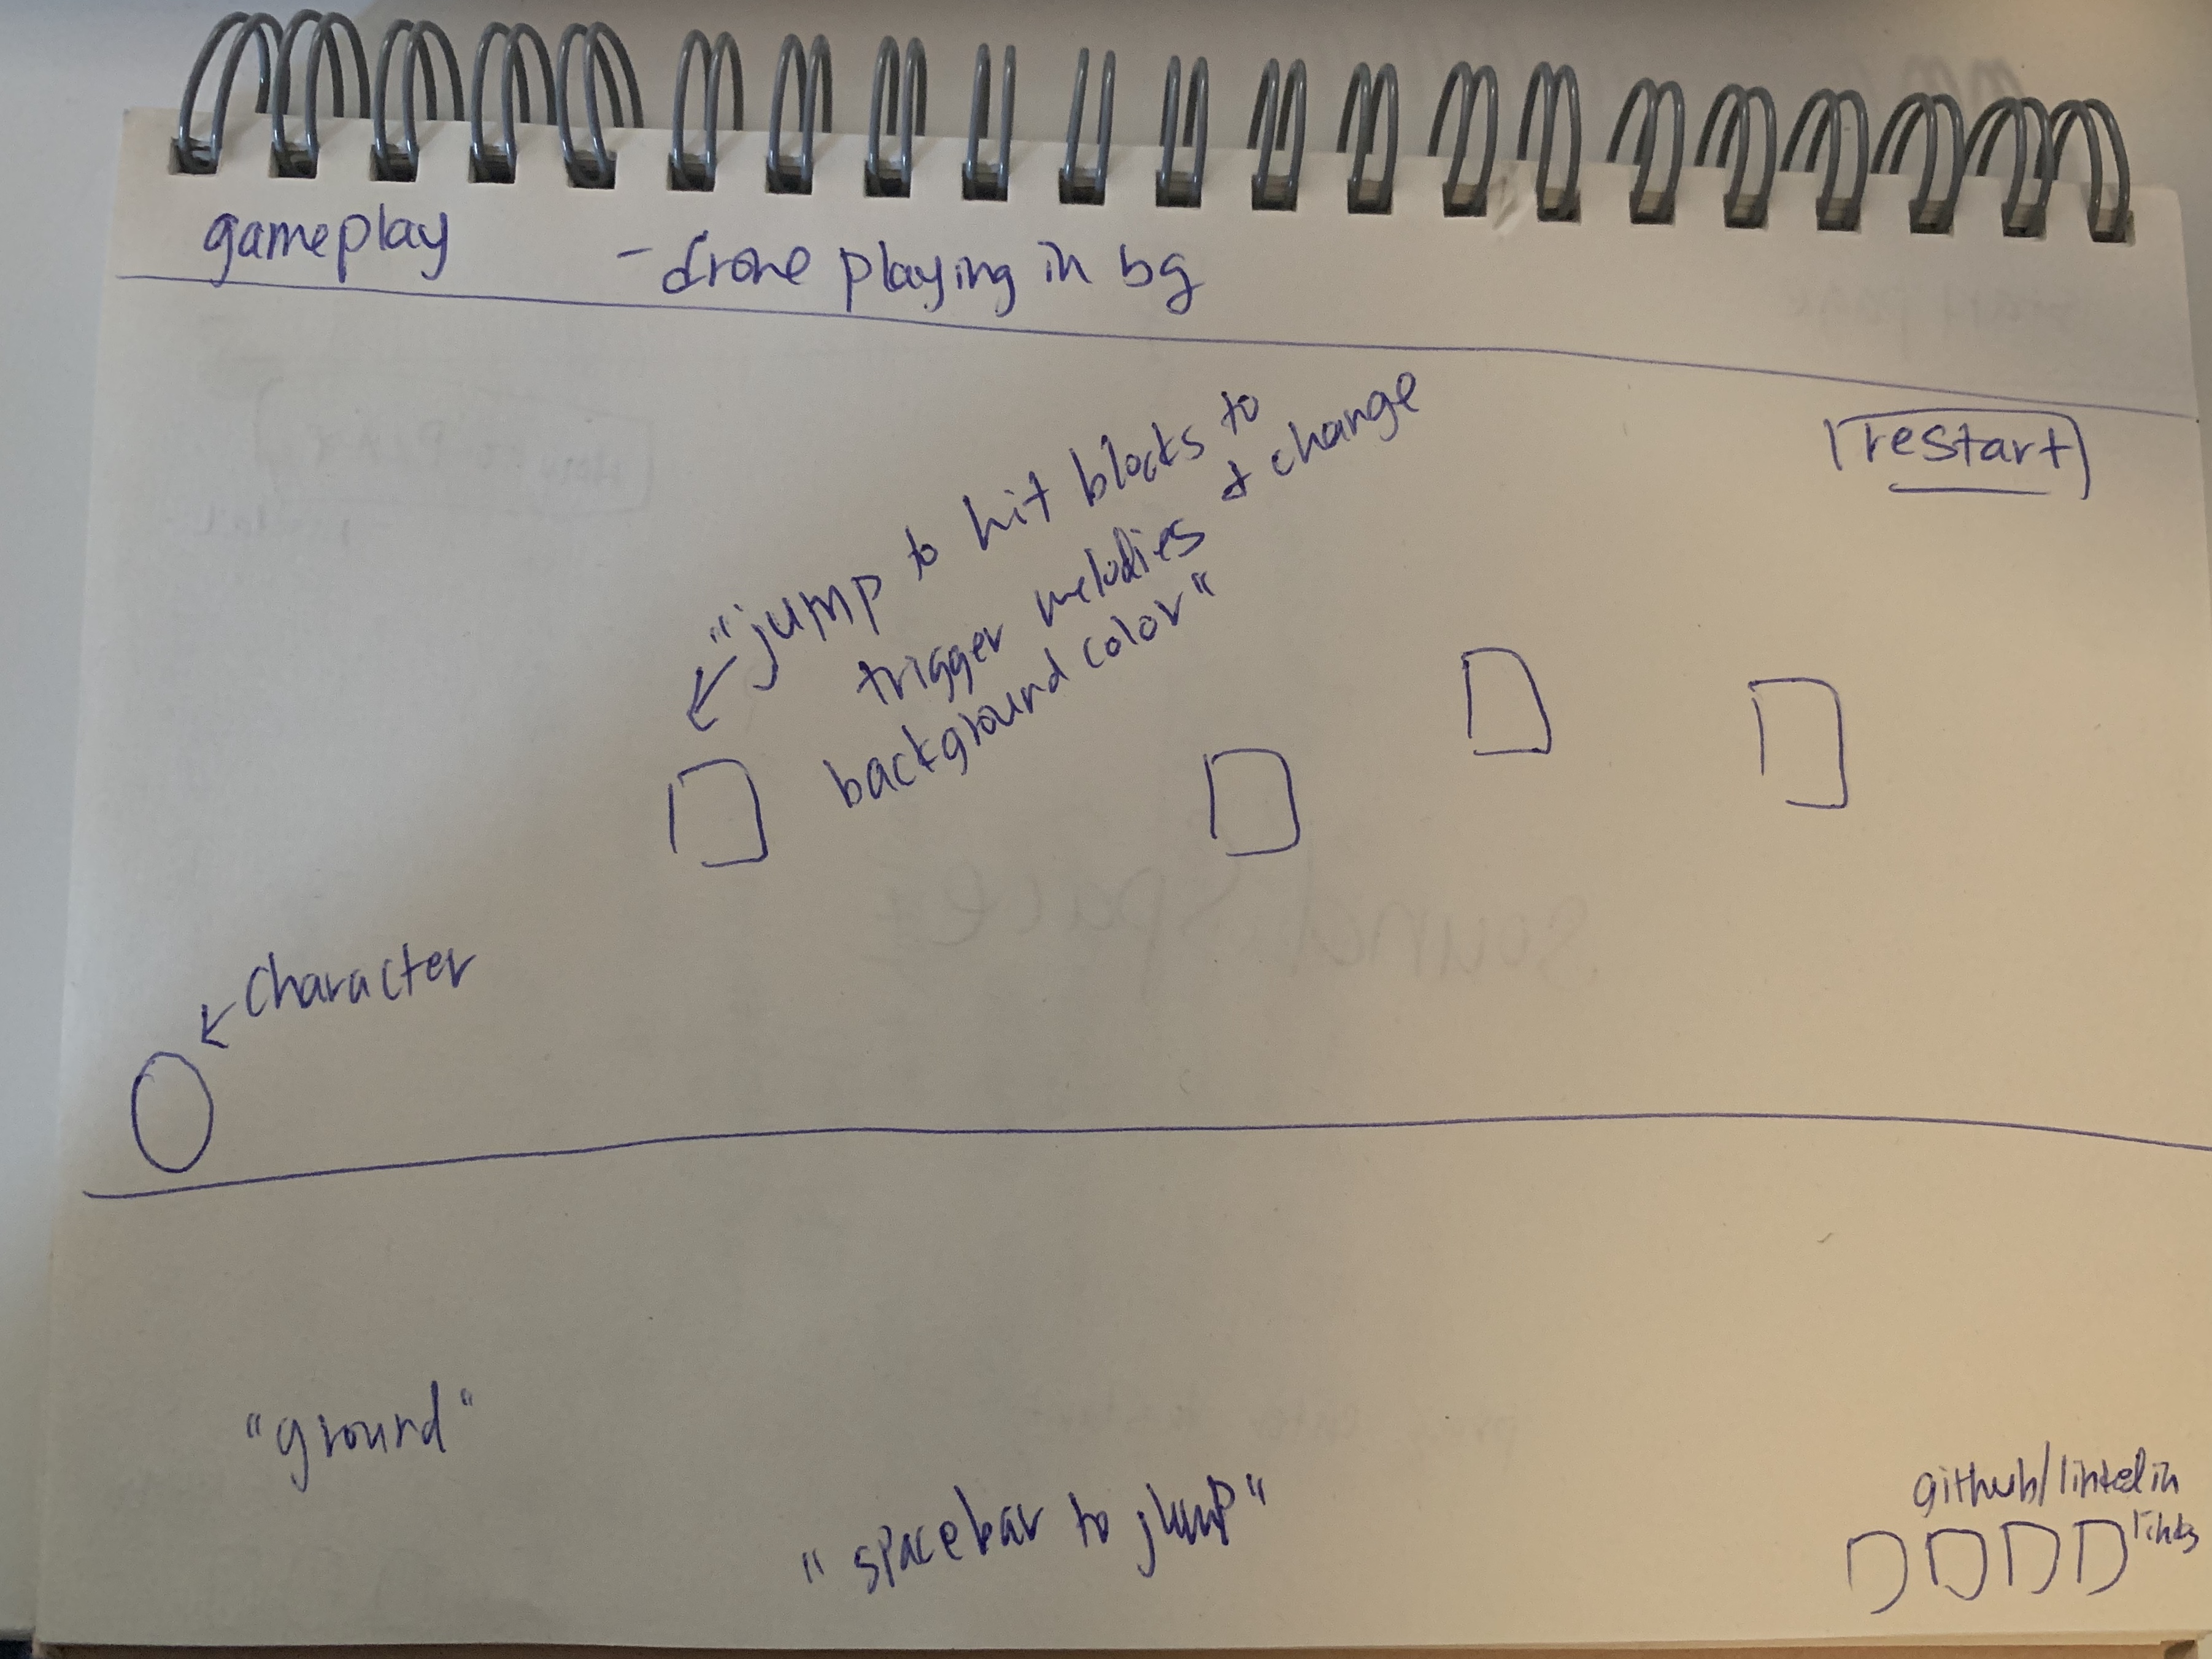 gameplay
- drone playing in bg
restart
"jump to hit blocks to
trigger melodies & change
background color"
character
"ground"
"spacebar to jump"
github/linkedin
links